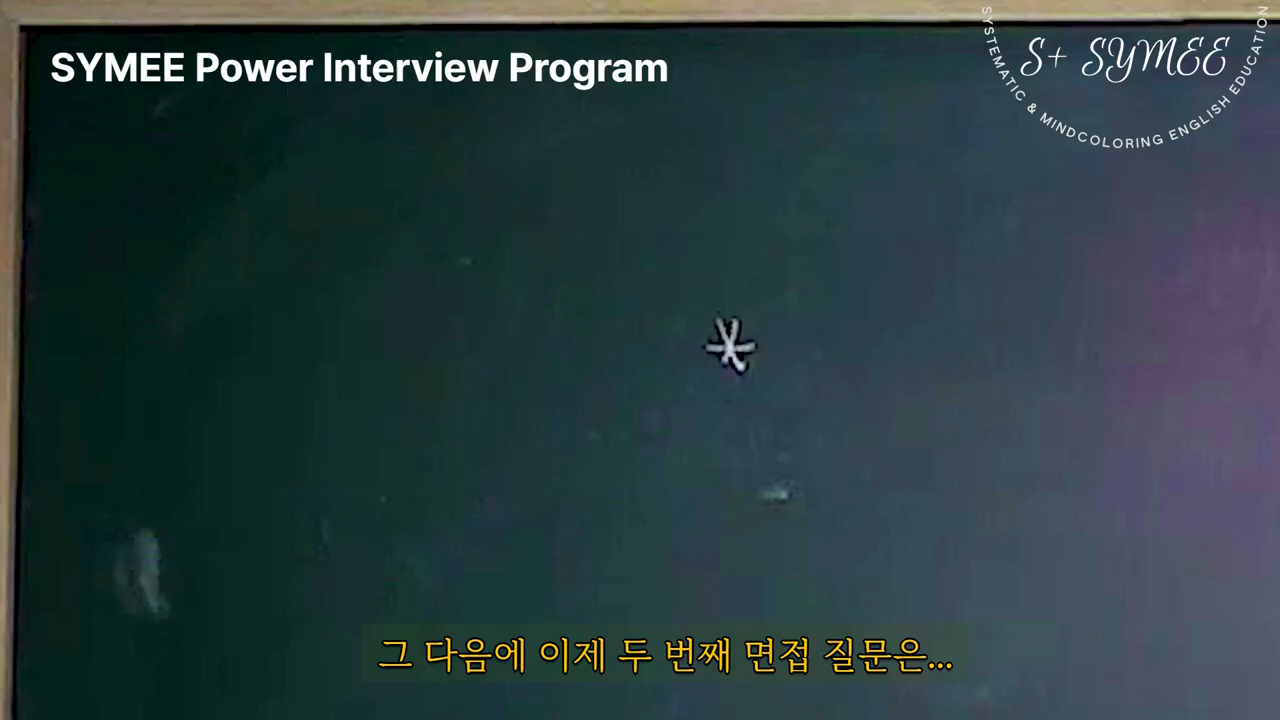 SYMEE Power Interview Program
S+ SYMEE
SYSTEMATIC & MINDCOLORING ENGLISH EDUCATION
*
그 다음에 이제 두 번째 면접 질문은...